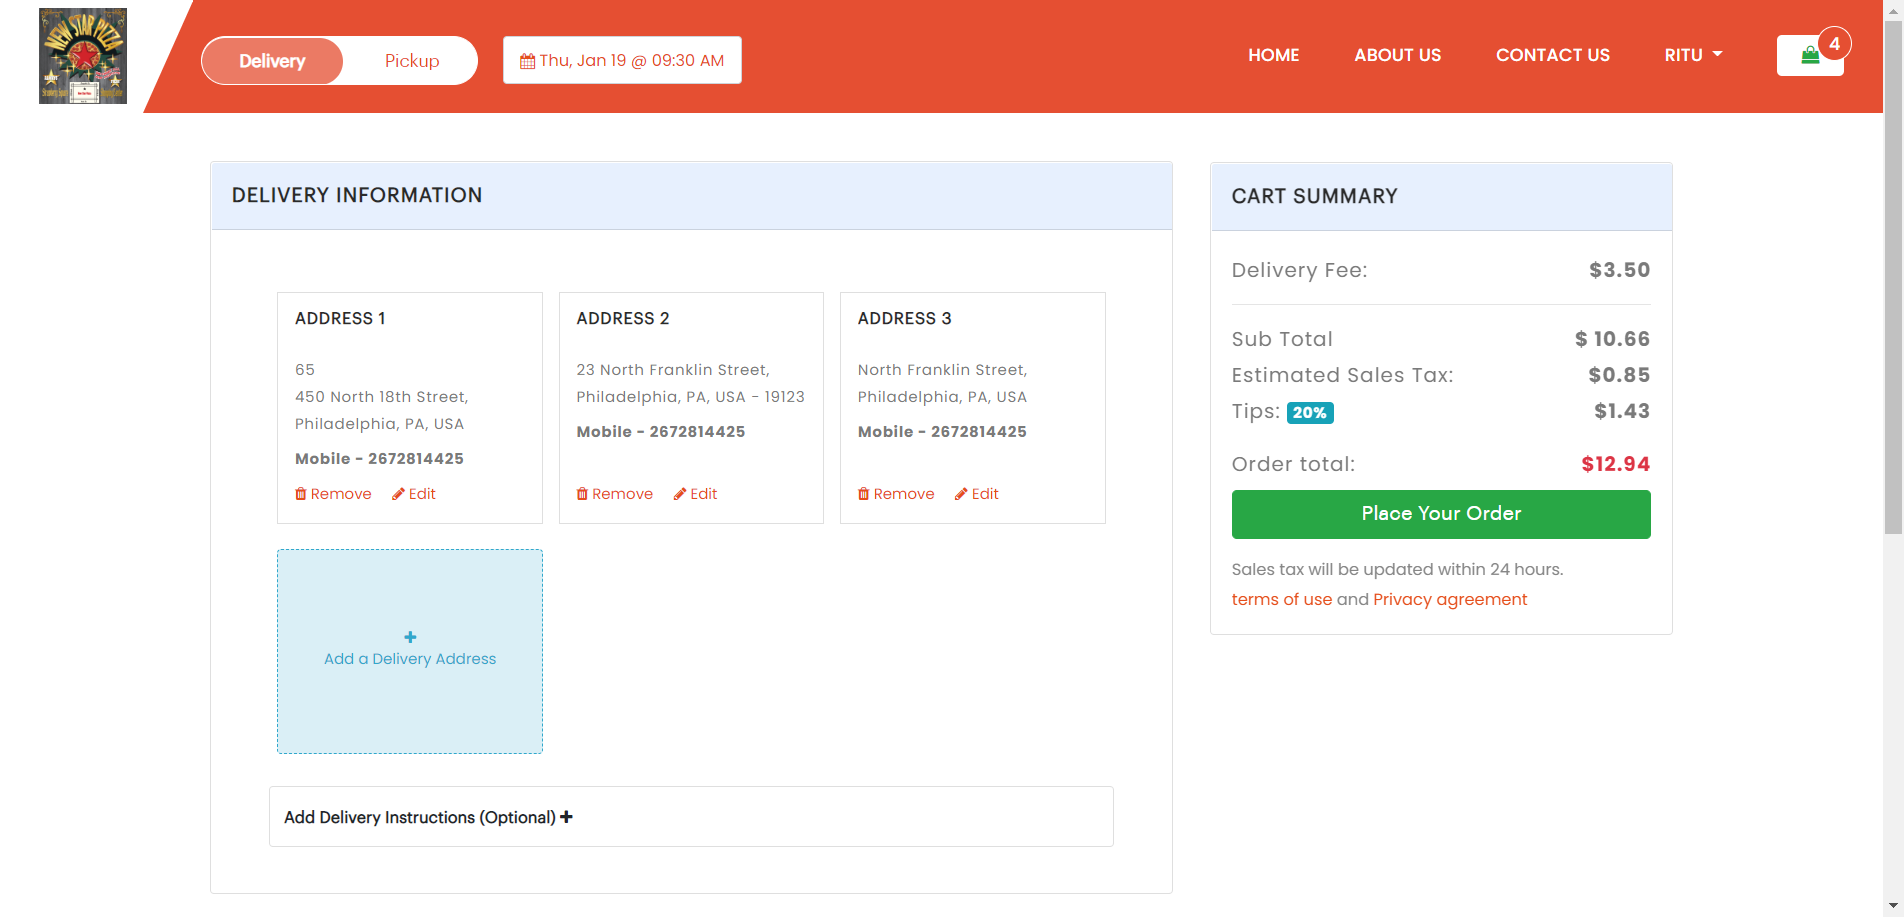 NEW STAR PIZZA
Delivery
Pickup
Thu, Jan 19 @ 09:30 AM
HOME
ABOUT US
CONTACT US
RITU
4
DELIVERY INFORMATION
ADDRESS 1
65
450 North 18th Street,
Philadelphia, PA, USA
Mobile - 2672814425
Remove Edit
ADDRESS 2
23 North Franklin Street,
Philadelphia, PA, USA - 19123
Mobile - 2672814425
Remove Edit
ADDRESS 3
North Franklin Street,
Philadelphia, PA, USA
Mobile - 2672814425
Remove Edit
Add a Delivery Address
Add Delivery Instructions (Optional)
CART SUMMARY
Delivery Fee: $3.50
Sub Total $ 10.66
Estimated Sales Tax: $0.85
Tips: 20% $1.43
Order total: $12.94
Place Your Order
Sales tax will be updated within 24 hours.
terms of use and Privacy agreement